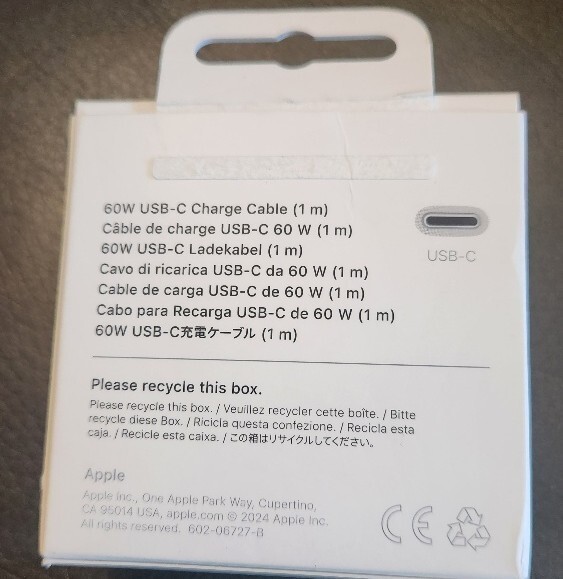 60W USB-C Charge Cable (1 m)
Câble de charge USB-C 60 W (1 m)
60W USB-C Ladekabel (1 m)
Cavo di ricarica USB-C da 60 W (1 m)
Cable de carga USB-C de 60 W (1 m)
Cabo para Recarga USB-C de 60 W (1 m)
60W USB-C充電ケーブル (1 m)
USB-C
Please recycle this box.
Please recycle this box. / Veuillez recycler cette boîte. / Bitte
recycle diese Box. / Ricicla questa confezione. / Recicla esta
caja. / Recicle esta caixa. / この箱はリサイクルしてください。
Apple
Apple Inc., One Apple Park Way, Cupertino,
CA 95014 USA, apple.com © 2024 Apple Inc.
All rights reserved. 602-06727-B
CE